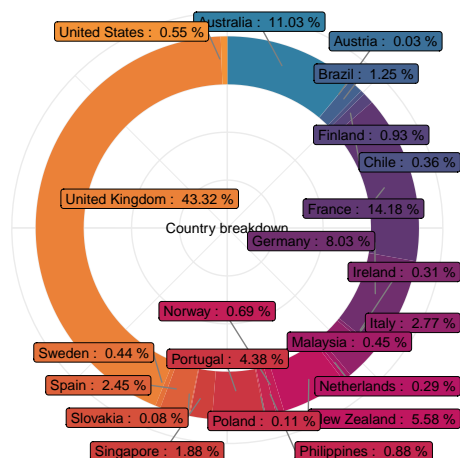 Australia : 11.03 %
United States : 0.55 %
Austria : 0.03 %
Brazil : 1.25 %
Finland : 0.93 %
Chile : 0.36 %
United Kingdom : 43.32 %
France : 14.18 %
Country breakdown
Germany : 8.03 %
Ireland : 0.31 %
Norway : 0.69 %
Italy : 2.77 %
Malaysia : 0.45 %
Sweden : 0.44 %
Portugal : 4.38 %
Spain : 2.45 %
Netherlands : 0.29 %
Slovakia : 0.08 %
Poland : 0.11 %
New Zealand : 5.58 %
Singapore : 1.88 %
Philippines : 0.88 %